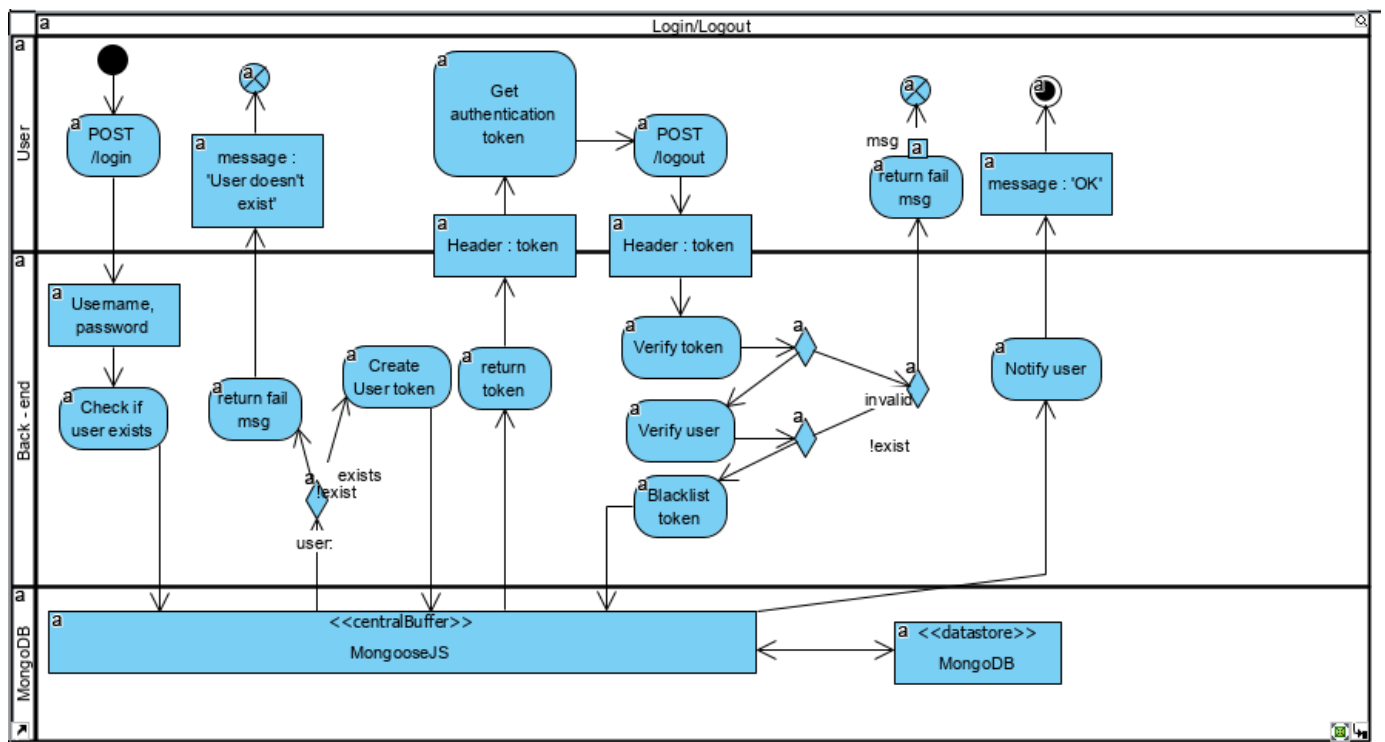 a
Login/Logout
a
User
a
POST
/login
a
a
message :
'User doesn't
exist'
a
Get
authentication
token
a
POST
/logout
a
msg
a
a
return fail
msg
a
a
message : 'OK'
a
Header : token
a
Header : token
a
Back - end
a
Username,
password
a
Check if
user exists
a
return fail
msg
a
Create
User token
a
return
token
a
exists
!exist
user:
a
Verify token
a
a
invalid
a
Verify user
a
!exist
a
Blacklist
token
a
Notify user
a
MongoDB
a
<<centralBuffer>>
MongooseJS
a
<<datastore>>
MongoDB